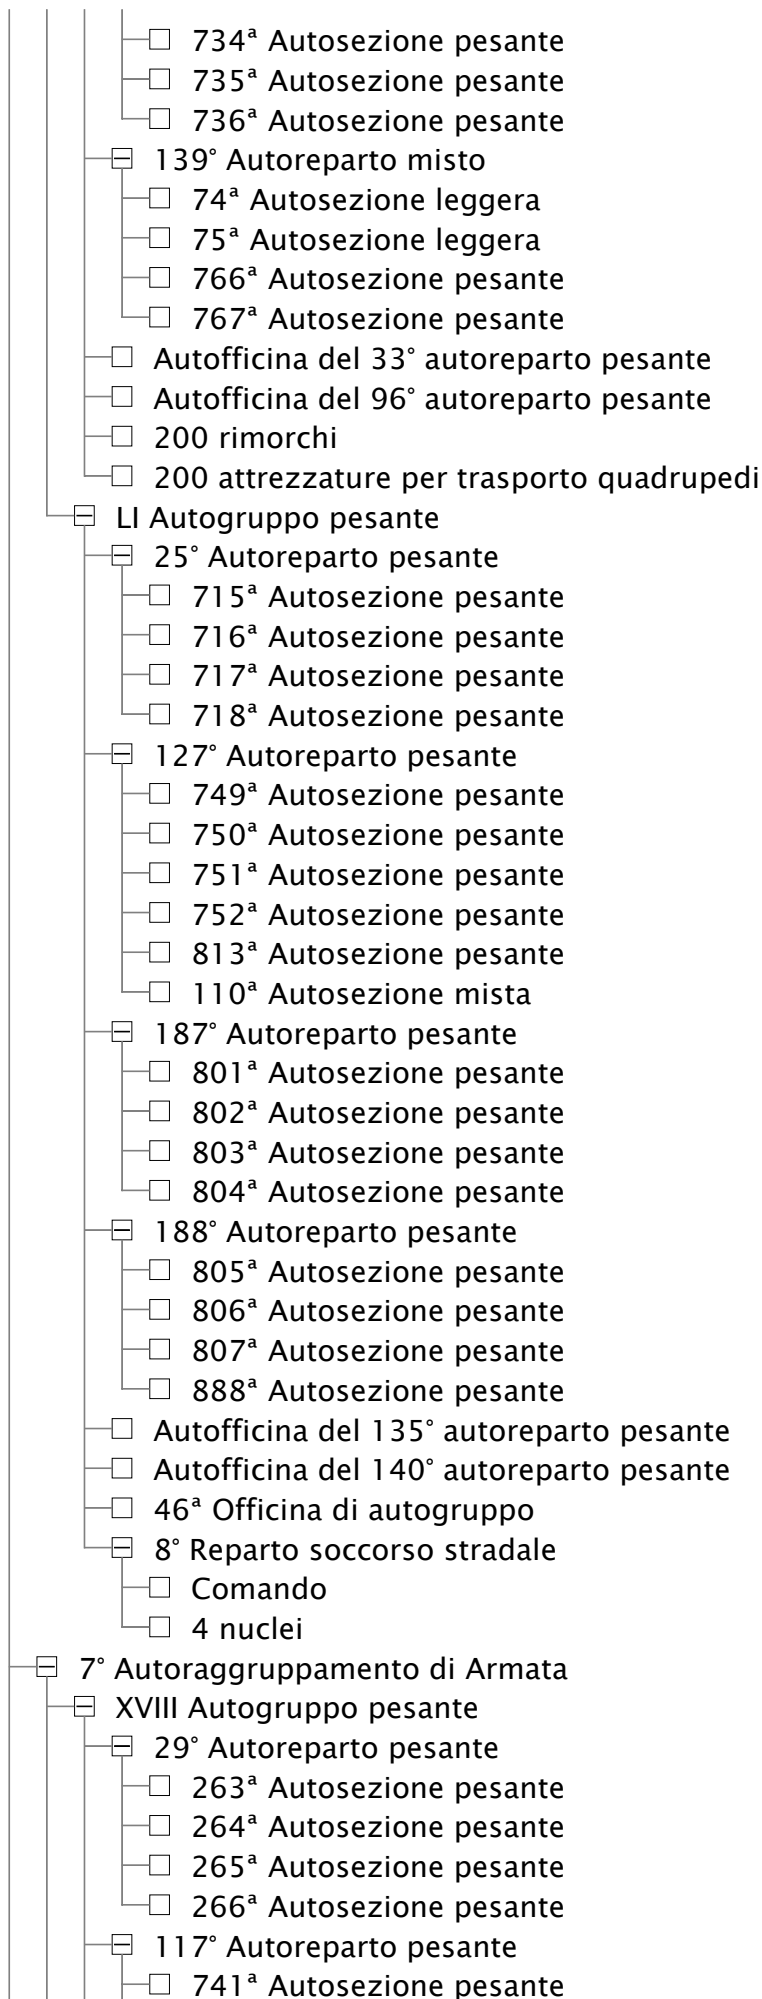 734ª Autosezione pesante
735ª Autosezione pesante
736ª Autosezione pesante
139° Autoreparto misto
74ª Autosezione leggera
75ª Autosezione leggera
766ª Autosezione pesante
767ª Autosezione pesante
Autofficina del 33° autoreparto pesante
Autofficina del 96° autoreparto pesante
200 rimorchi
200 attrezzature per trasporto quadrupedi
LI Autogruppo pesante
25° Autoreparto pesante
715ª Autosezione pesante
716ª Autosezione pesante
717ª Autosezione pesante
718ª Autosezione pesante
127° Autoreparto pesante
749ª Autosezione pesante
750ª Autosezione pesante
751ª Autosezione pesante
752ª Autosezione pesante
813ª Autosezione pesante
110ª Autosezione mista
187° Autoreparto pesante
801ª Autosezione pesante
802ª Autosezione pesante
803ª Autosezione pesante
804ª Autosezione pesante
188° Autoreparto pesante
805ª Autosezione pesante
806ª Autosezione pesante
807ª Autosezione pesante
888ª Autosezione pesante
Autofficina del 135° autoreparto pesante
Autofficina del 140° autoreparto pesante
46ª Officina di autogruppo
8° Reparto soccorso stradale
Comando
4 nuclei
7° Autoraggruppamento di Armata
XVIII Autogruppo pesante
29° Autoreparto pesante
263ª Autosezione pesante
264ª Autosezione pesante
265ª Autosezione pesante
266ª Autosezione pesante
117° Autoreparto pesante
741ª Autosezione pesante